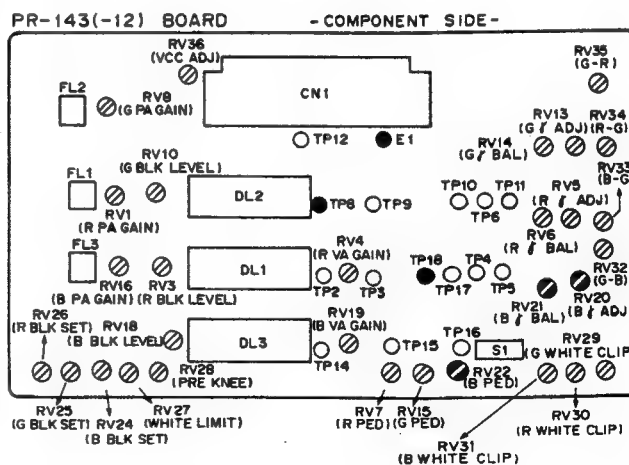 PR-143(-12) BOARD
-COMPONENT SIDE-
RV36
(VCC ADJ)
RV35
(G-R)
FL2
RV8
(G PA GAIN)
CN1
RV13
(G γ ADJ)
RV34
(R-G)
RV14
(G γ BAL)
TP12
E1
RV33
(B-G)
RV10
(G BLK LEVEL)
FL1
RV1
(R PA GAIN)
DL2
TP8
TP9
TP10
TP11
TP6
RV5
(R γ ADJ)
RV6
(R γ BAL)
FL3
RV16
(B PA GAIN)
RV3
(R BLK LEVEL)
DL1
RV4
(R VA GAIN)
TP2
TP3
TP18
TP17
TP4
TP5
RV32
(G-B)
RV21
(B γ BAL)
RV20
(B γ ADJ)
RV26
(R BLK SET)
RV18
(B BLK LEVEL)
DL3
RV19
(B VA GAIN)
TP14
TP15
TP16
S1
RV29
(G WHITE CLIP)
RV28
(PRE KNEE)
RV22
(B PED)
RV25
(G BLK SET)
RV24
(B BLK SET)
RV27
(WHITE LIMIT)
RV7
(R PED)
RV15
(G PED)
RV31
(B WHITE CLIP)
RV30
(R WHITE CLIP)